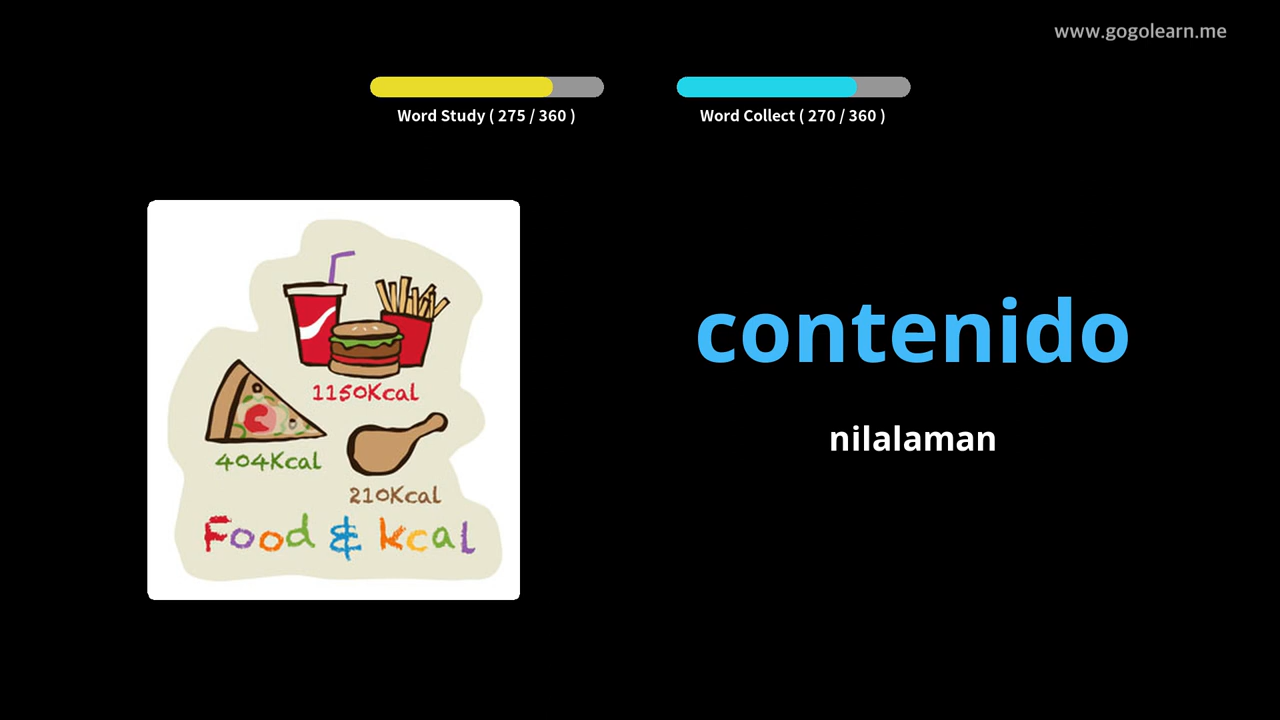 www.gogolearn.me
Word Study ( 275 / 360 )
Word Collect ( 270 / 360 )
1150Kcal
404Kcal
210Kcal
Food & kcal
contenido
nilalaman